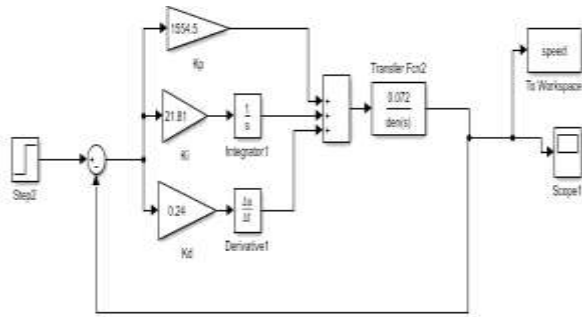 1554.5
Kp
Transfer Fcn2
speed1
To Workspace
21.81
Ki
1
s
Integrator1
+
+
+
0.072
den(s)
Step2
+
−
Scope1
0.24
Kd
Δu
Δt
Derivative1